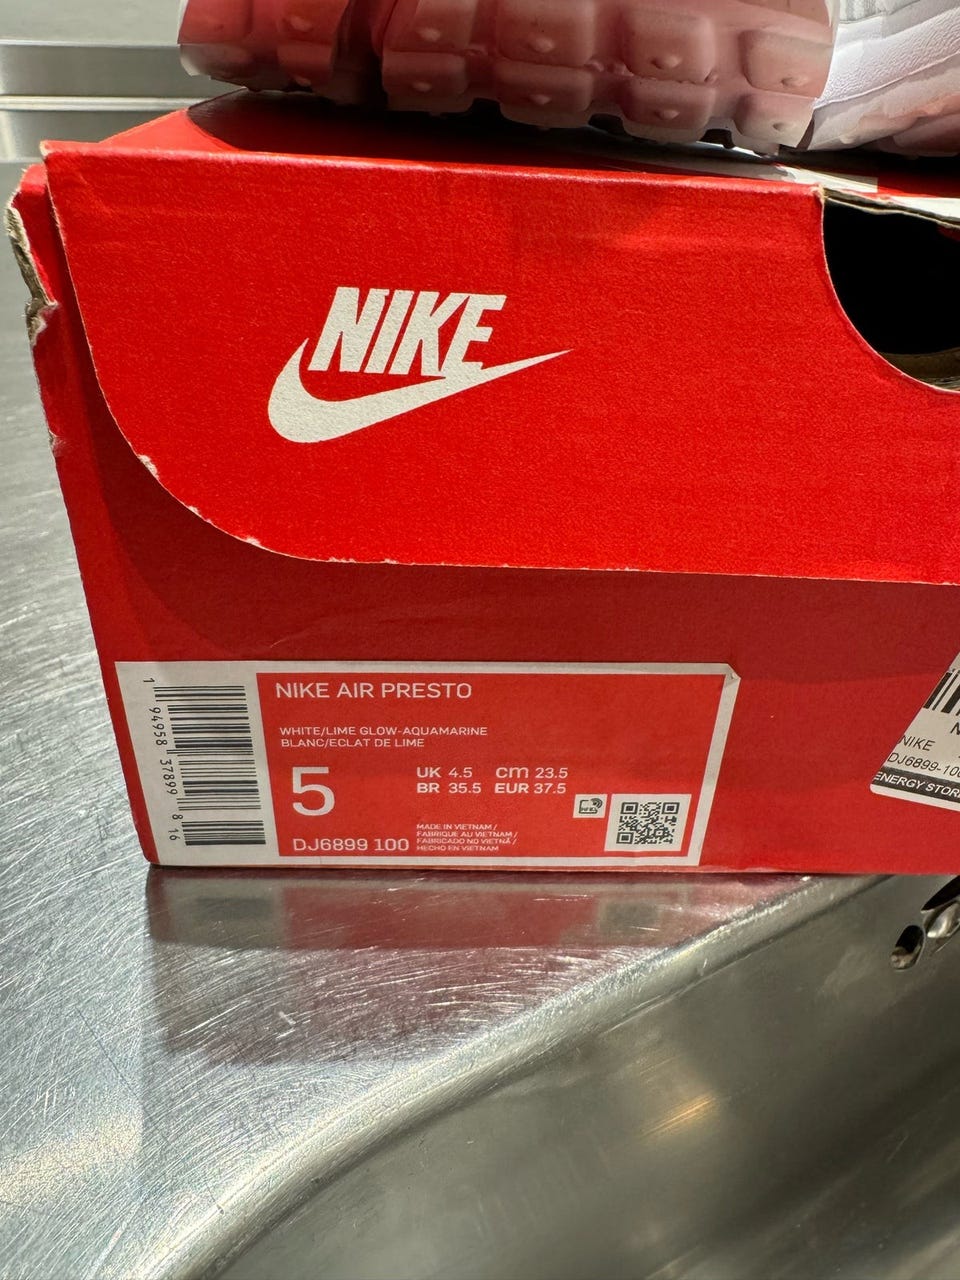 NIKE
NIKE AIR PRESTO
WHITE/LIME GLOW-AQUAMARINE
BLANC/ECLAT DE LIME
5
UK 4.5 cm 23.5
BR 35.5 EUR 37.5
DJ6899 100
MADE IN VIETNAM /
FABRIQUE AU VIETNAM /
FABRICADO NO VIETNÃ /
HECHO EN VIETNAM
1 94958 37899 8 16
NIKE
DJ6899-100
ENERGY STOR